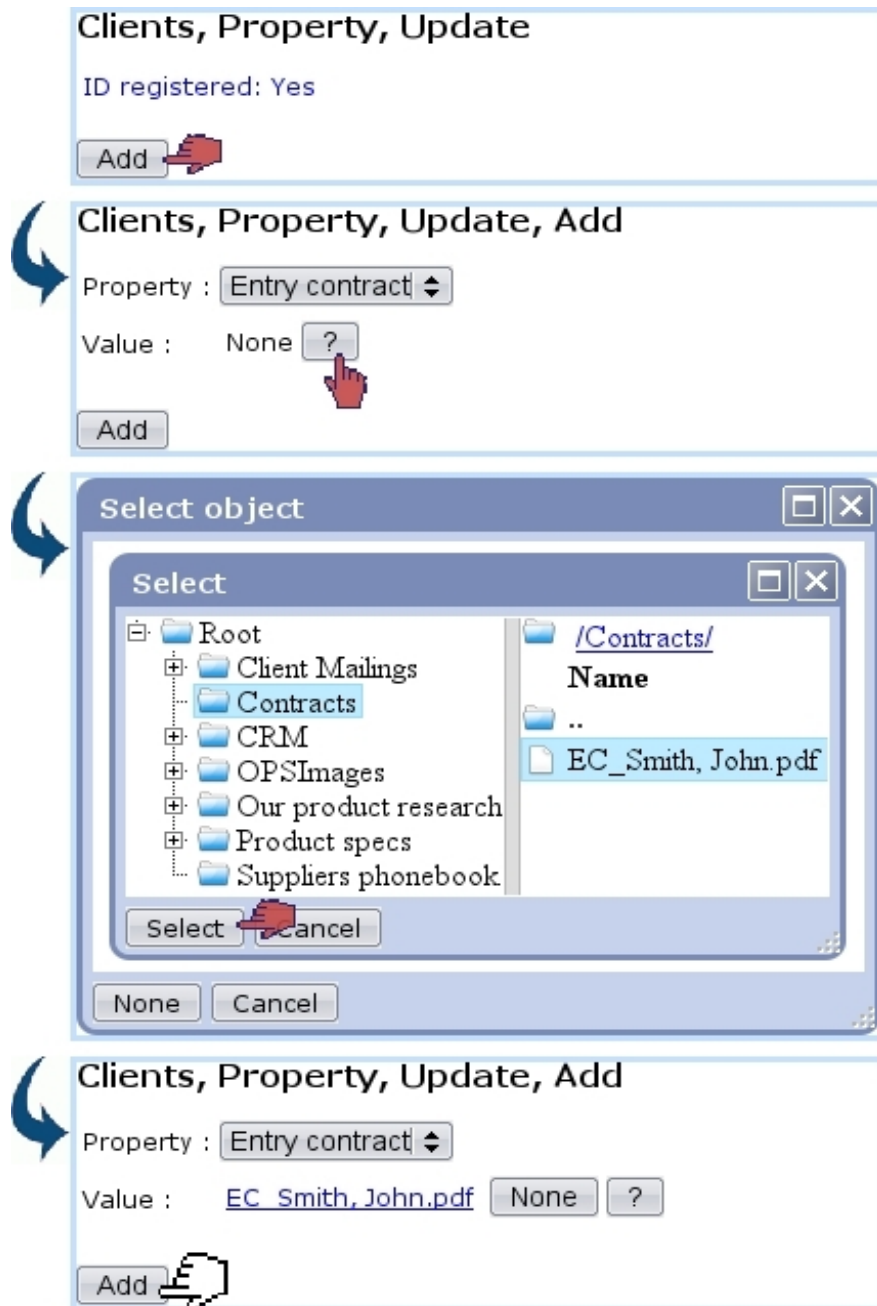 Clients, Property, Update
ID registered: Yes
Add
Clients, Property, Update, Add
Property : Entry contract
Value : None ?
Add
Select object
Select
Root
Client Mailings
Contracts
CRM
OPSImages
Our product research
Product specs
Suppliers phonebook
/Contracts/
Name
..
EC_Smith, John.pdf
Select Cancel
None Cancel
Clients, Property, Update, Add
Property : Entry contract
Value : EC_Smith, John.pdf None ?
Add